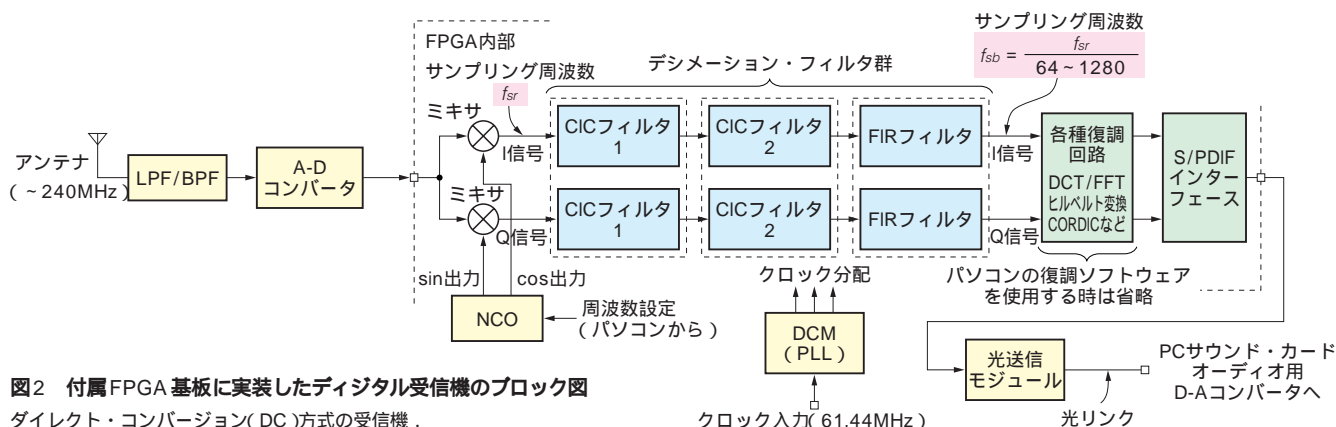 FPGA内部
サンプリング周波数
fsr
デシメーション・フィルタ群
サンプリング周波数
fsb = fsr
64~1280
アンテナ
(~240MHz)
LPF/BPF
A-D
コンバータ
ミキサ
I信号
CICフィルタ
1
CICフィルタ
2
FIRフィルタ
I信号
ミキサ
Q信号
CICフィルタ
1
CICフィルタ
2
FIRフィルタ
Q信号
各種復調
回路
DCT/FFT
ヒルベルト変換
CORDICなど
S/PDIF
インター
フェース
sin出力
cos出力
NCO
周波数設定
(パソコンから)
クロック分配
DCM
(PLL)
クロック入力(61.44MHz)
パソコンの復調ソフトウェア
を使用する時は省略
光送信
モジュール
光リンク
PCサウンド・カード
オーディオ用
D-Aコンバータへ
図2 付属FPGA基板に実装したディジタル受信機のブロック図
ダイレクト・コンバージョン(DC)方式の受信機.